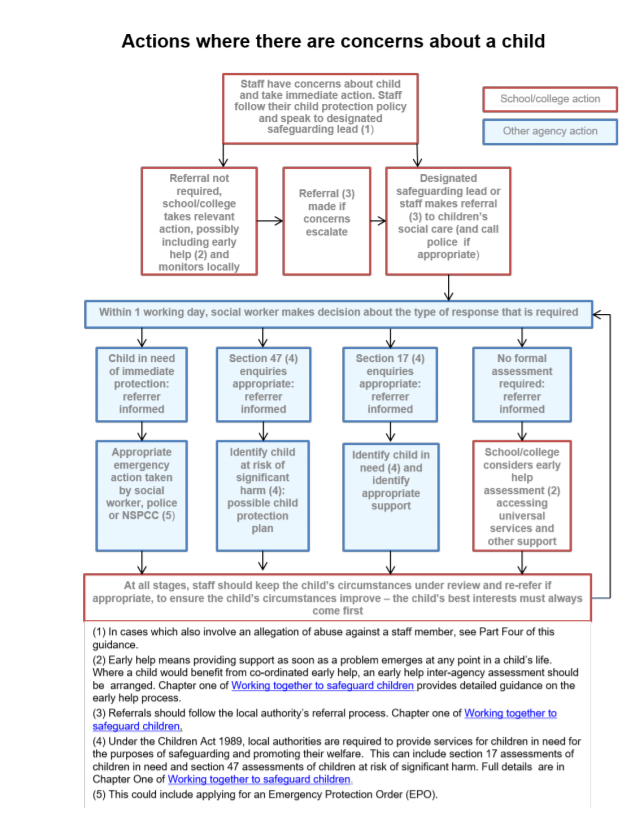 Actions where there are concerns about a child
Staff have concerns about child
and take immediate action. Staff
follow their child protection policy
and speak to designated
safeguarding lead (1)
School/college action
Other agency action
Referral not
required,
school/college
takes relevant
action, possibly
including early
help (2) and
monitors locally
Referral (3)
made if
concerns
escalate
Designated
safeguarding lead or
staff makes referral
(3) to children's
social care (and call
police if
appropriate)
Within 1 working day, social worker makes decision about the type of response that is required
Child in need
of immediate
protection:
referrer
informed
Section 47 (4)
enquiries
appropriate:
referrer
informed
Section 17 (4)
enquiries
appropriate:
referrer
informed
No formal
assessment
required:
referrer
informed
Appropriate
emergency
action taken
by social
worker, police
or NSPCC (5)
Identify child
at risk of
significant
harm (4):
possible child
protection
plan
Identify child in
need (4) and
identify
appropriate
support
School/college
considers early
help
assessment (2)
accessing
universal
services and
other support
At all stages, staff should keep the child's circumstances under review and re-refer if
appropriate, to ensure the child's circumstances improve – the child's best interests must always
come first
(1) In cases which also involve an allegation of abuse against a staff member, see Part Four of this
guidance.
(2) Early help means providing support as soon as a problem emerges at any point in a child's life.
Where a child would benefit from co-ordinated early help, an early help inter-agency assessment should
be arranged. Chapter one of Working together to safeguard children provides detailed guidance on the
early help process.
(3) Referrals should follow the local authority's referral process. Chapter one of Working together to
safeguard children.
(4) Under the Children Act 1989, local authorities are required to provide services for children in need for
the purposes of safeguarding and promoting their welfare. This can include section 17 assessments of
children in need and section 47 assessments of children at risk of significant harm. Full details are in
Chapter One of Working together to safeguard children.
(5) This could include applying for an Emergency Protection Order (EPO).